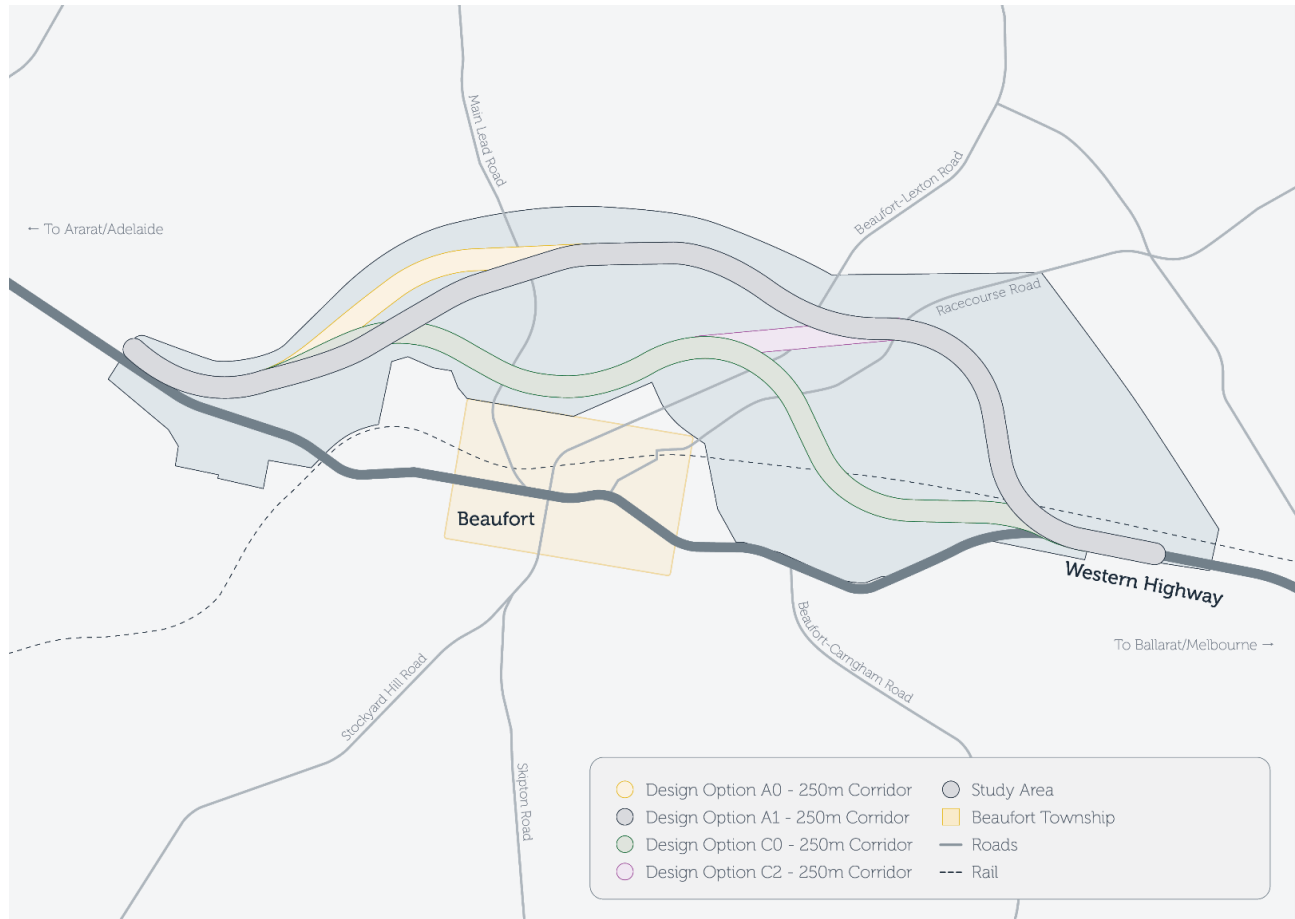 Main Lead Road
Beaufort-Lexton Road
← To Ararat/Adelaide
Racecourse Road
Beaufort
Western Highway
To Ballarat/Melbourne →
Beaufort-Carngham Road
Stockyard Hill Road
Skipton Road
Design Option A0 - 250m Corridor
Design Option A1 - 250m Corridor
Design Option C0 - 250m Corridor
Design Option C2 - 250m Corridor
Study Area
Beaufort Township
Roads
Rail